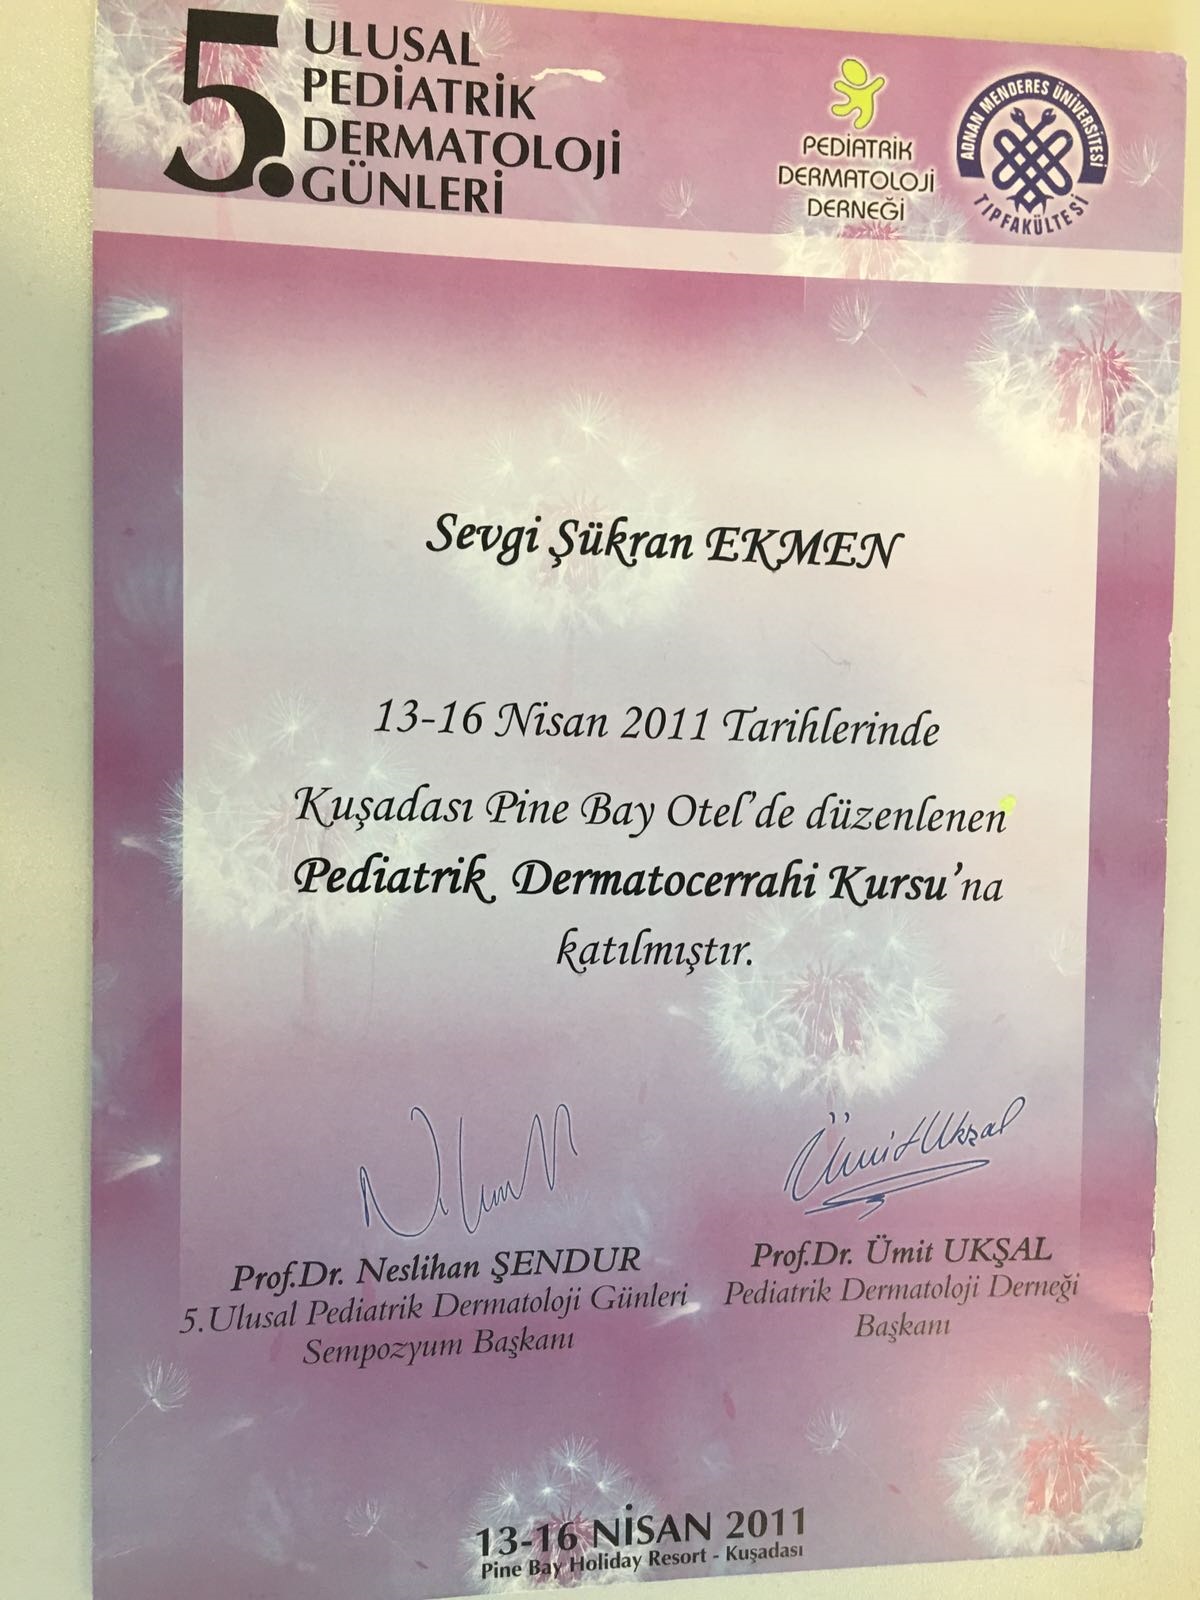 5. ULUSAL
PEDİATRİK
DERMATOLOJİ
GÜNLERİ
PEDİATRİK
DERMATOLOJİ
DERNEĞİ
ADNAN MENDERES ÜNİVERSİTESİ
TIP FAKÜLTESİ
Sevgi Şükran EKMEN
13-16 Nisan 2011 Tarihlerinde
Kuşadası Pine Bay Otel'de düzenlenen
Pediatrik Dermatocerrahi Kursu'na
katılmıştır.
Ümit Ukşal
Prof.Dr. Neslihan ŞENDUR
5.Ulusal Pediatrik Dermatoloji Günleri
Sempozyum Başkanı
Prof.Dr. Ümit UKŞAL
Pediatrik Dermatoloji Derneği
Başkanı
13-16 NİSAN 2011
Pine Bay Holiday Resort - Kuşadası